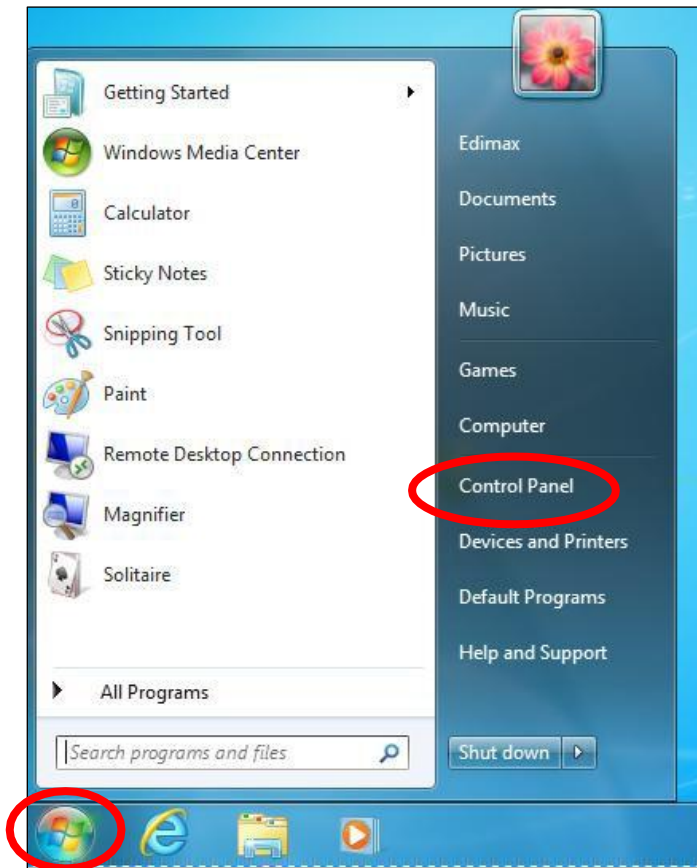 Getting Started
Windows Media Center
Calculator
Sticky Notes
Snipping Tool
Paint
Remote Desktop Connection
Magnifier
Solitaire
All Programs
Search programs and files
Edimax
Documents
Pictures
Music
Games
Computer
Control Panel
Devices and Printers
Default Programs
Help and Support
Shut down